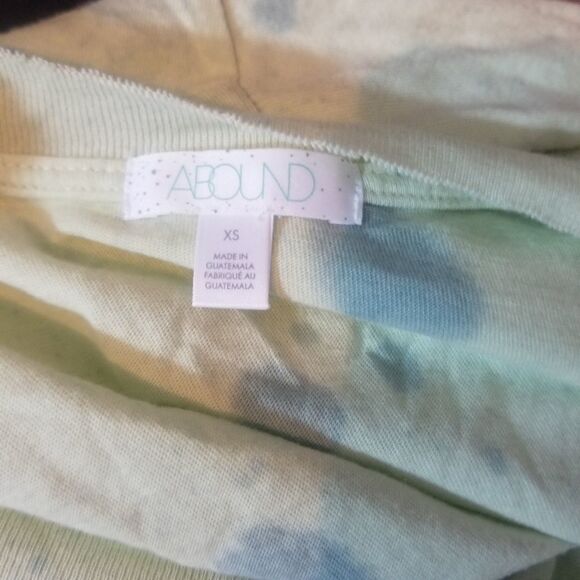 ABOUND
XS
MADE IN
GUATEMALA
FABRIQUÉ AU
GUATEMALA